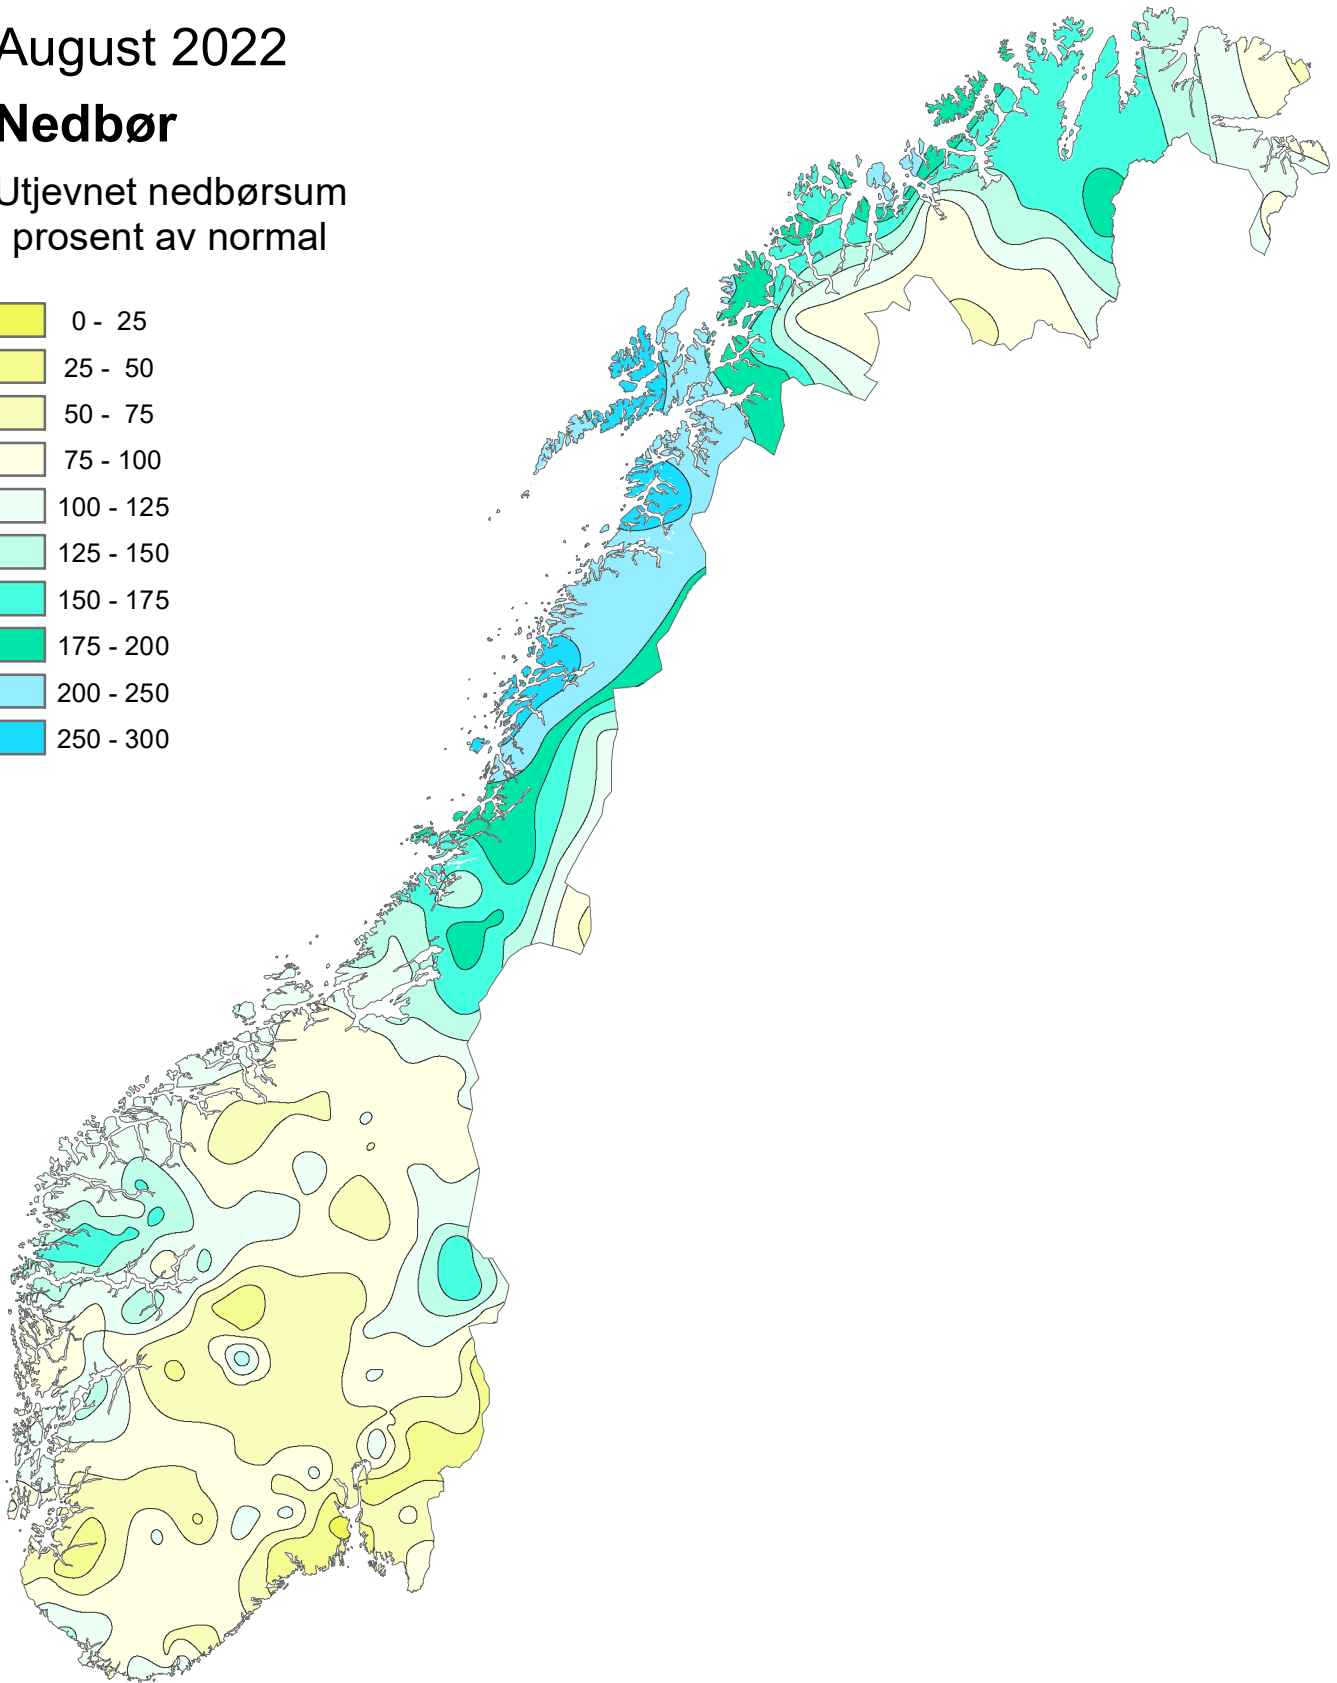 August 2022
Nedbør
Utjevnet nedbørsum
prosent av normal
0 - 25
25 - 50
50 - 75
75 - 100
100 - 125
125 - 150
150 - 175
175 - 200
200 - 250
250 - 300